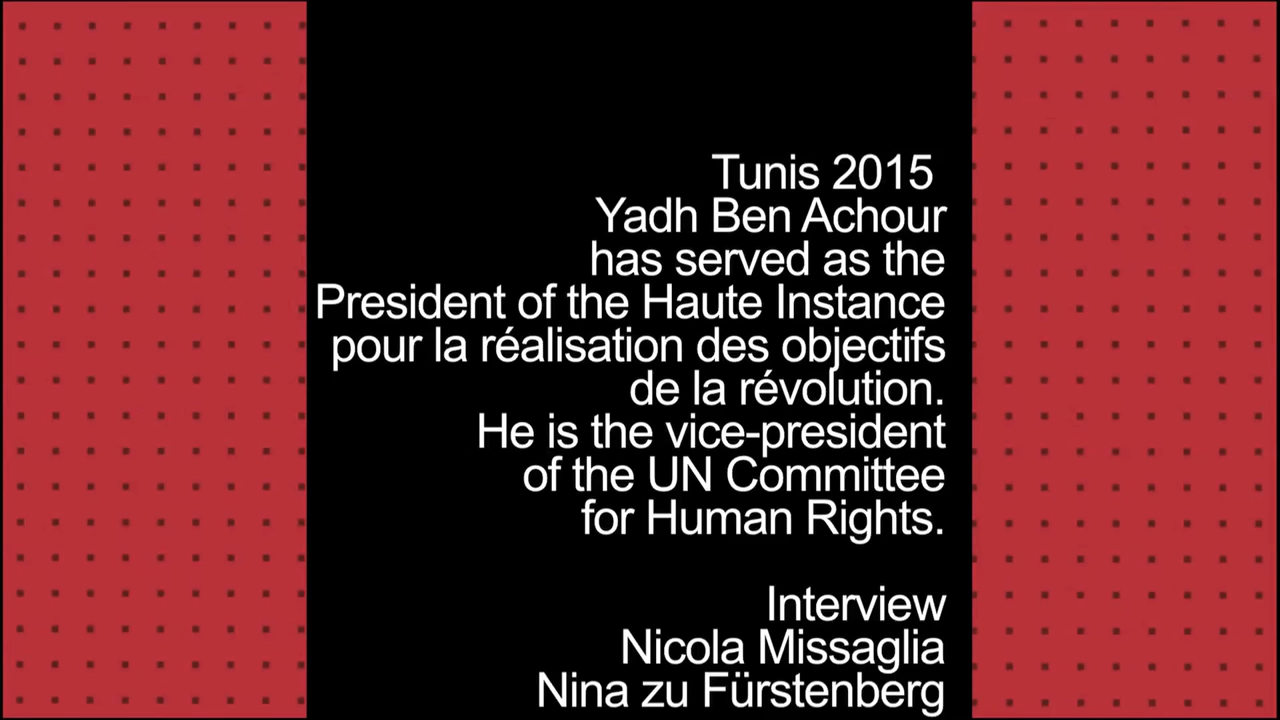 Tunis 2015
Yadh Ben Achour
has served as the
President of the Haute Instance
pour la réalisation des objectifs
de la révolution.
He is the vice-president
of the UN Committee
for Human Rights.
Interview
Nicola Missaglia
Nina zu Fürstenberg